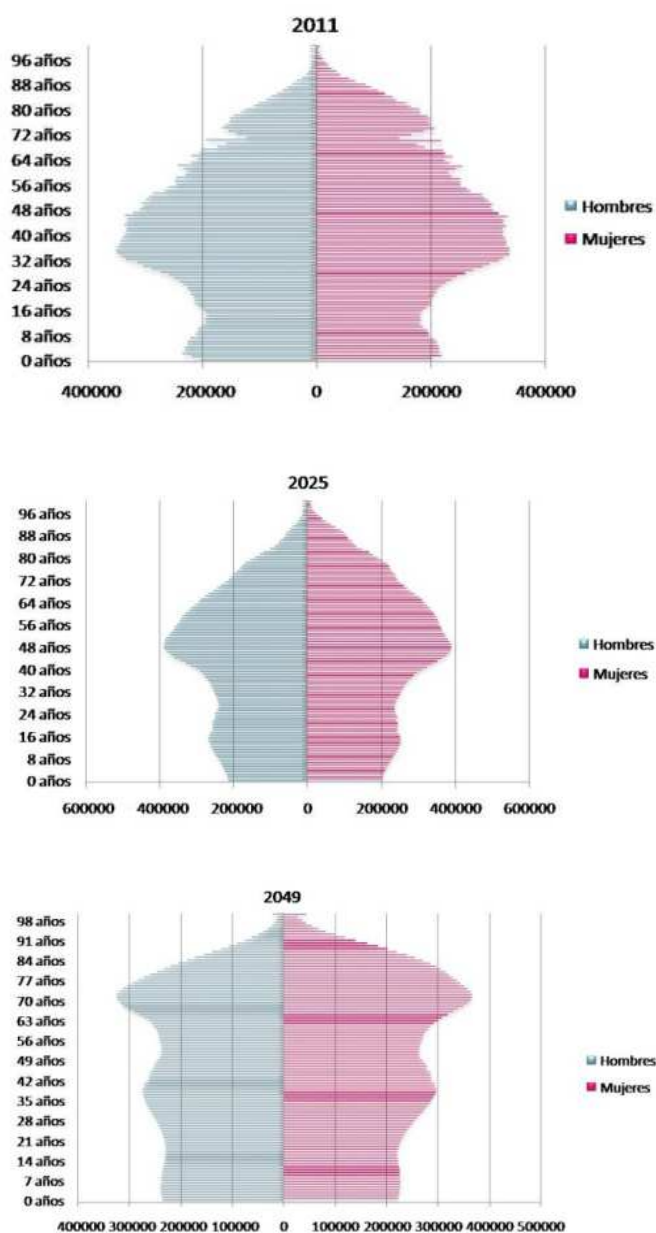 2011
96 años
88 años
80 años
72 años
64 años
56 años
48 años
40 años
32 años
24 años
16 años
8 años
0 años
400000 200000 0 200000 400000
Hombres
Mujeres
2025
96 años
88 años
80 años
72 años
64 años
56 años
48 años
40 años
32 años
24 años
16 años
8 años
0 años
600000 400000 200000 0 200000 400000 600000
Hombres
Mujeres
2049
98 años
91 años
84 años
77 años
70 años
63 años
56 años
49 años
42 años
35 años
28 años
21 años
14 años
7 años
0 años
400000 300000 200000 100000 0 100000 200000 300000 400000 500000
Hombres
Mujeres